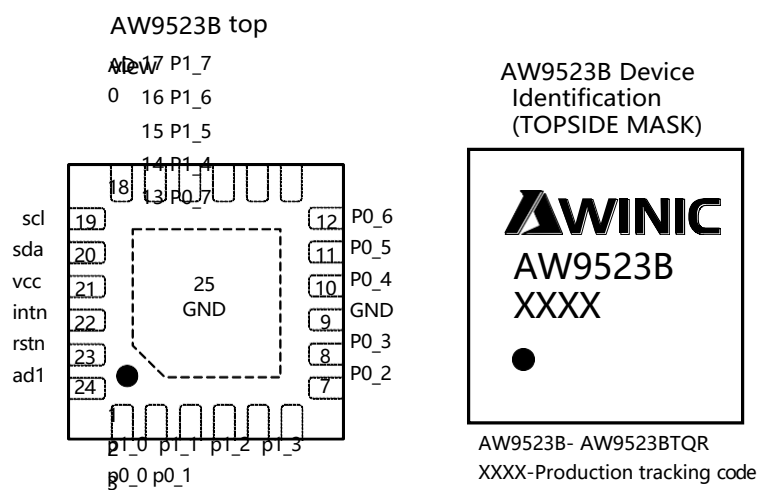 AW9523B top
view
AD 17 P1_7
0 16 P1_6
15 P1_5
14 P1_4
18 13 P0_7
scl 19
sda 20
vcc 21
intn 22
rstn 23
ad1 24
25
GND
12 P0_6
11 P0_5
10 P0_4
9 GND
8 P0_3
7 P0_2
1
p1_0 p1_1 p1_2 p1_3
2
p0_0 p0_1
3
AW9523B Device
Identification
(TOPSIDE MASK)
AWINIC
AW9523B
XXXX
AW9523B- AW9523BTQR
XXXX-Production tracking code